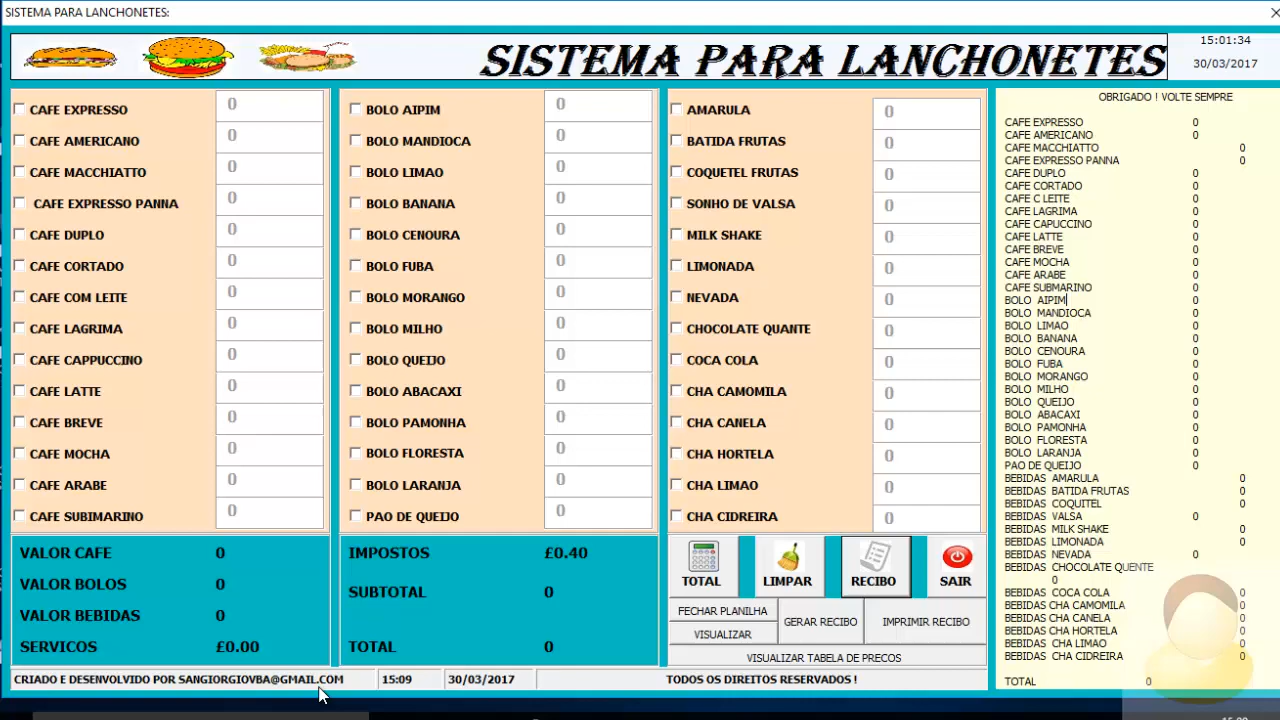 SISTEMA PARA LANCHONETES:
SISTEMA PARA LANCHONETES
15:01:34
30/03/2017
CAFE EXPRESSO 0
CAFE AMERICANO 0
CAFE MACCHIATTO 0
CAFE EXPRESSO PANNA 0
CAFE DUPLO 0
CAFE CORTADO 0
CAFE COM LEITE 0
CAFE LAGRIMA 0
CAFE CAPPUCCINO 0
CAFE LATTE 0
CAFE BREVE 0
CAFE MOCHA 0
CAFE ARABE 0
CAFE SUBIMARINO 0
BOLO AIPIM 0
BOLO MANDIOCA 0
BOLO LIMAO 0
BOLO BANANA 0
BOLO CENOURA 0
BOLO FUBA 0
BOLO MORANGO 0
BOLO MILHO 0
BOLO QUEIJO 0
BOLO ABACAXI 0
BOLO PAMONHA 0
BOLO FLORESTA 0
BOLO LARANJA 0
PAO DE QUEIJO 0
AMARULA 0
BATIDA FRUTAS 0
COQUETEL FRUTAS 0
SONHO DE VALSA 0
MILK SHAKE 0
LIMONADA 0
NEVADA 0
CHOCOLATE QUANTE 0
COCA COLA 0
CHA CAMOMILA 0
CHA CANELA 0
CHA HORTELA 0
CHA LIMAO 0
CHA CIDREIRA 0
OBRIGADO ! VOLTE SEMPRE
CAFE EXPRESSO 0
CAFE AMERICANO 0
CAFE MACCHIATTO 0
CAFE EXPRESSO PANNA 0
CAFE DUPLO 0
CAFE CORTADO 0
CAFE C LEITE 0
CAFE LAGRIMA 0
CAFE CAPUCCINO 0
CAFE LATTE 0
CAFE BREVE 0
CAFE MOCHA 0
CAFE ARABE 0
CAFE SUBMARINO 0
BOLO AIPIM 0
BOLO MANDIOCA 0
BOLO LIMAO 0
BOLO BANANA 0
BOLO CENOURA 0
BOLO FUBA 0
BOLO MORANGO 0
BOLO MILHO 0
BOLO QUEIJO 0
BOLO ABACAXI 0
BOLO PAMONHA 0
BOLO FLORESTA 0
BOLO LARANJA 0
PAO DE QUEIJO 0
BEBIDAS AMARULA 0
BEBIDAS BATIDA FRUTAS 0
BEBIDAS COQUITEL 0
BEBIDAS VALSA 0
BEBIDAS MILK SHAKE 0
BEBIDAS LIMONADA 0
BEBIDAS NEVADA 0
BEBIDAS CHOCOLATE QUENTE
0
BEBIDAS COCA COLA 0
BEBIDAS CHA CAMOMILA 0
BEBIDAS CHA CANELA 0
BEBIDAS CHA HORTELA 0
BEBIDAS CHA LIMAO 0
BEBIDAS CHA CIDREIRA 0
TOTAL 0
VALOR CAFE 0
VALOR BOLOS 0
VALOR BEBIDAS 0
SERVICOS £0.00
IMPOSTOS £0.40
SUBTOTAL 0
TOTAL 0
TOTAL
LIMPAR
RECIBO
SAIR
FECHAR PLANILHA
VISUALIZAR
GERAR RECIBO
IMPRIMIR RECIBO
VISUALIZAR TABELA DE PRECOS
CRIADO E DESENVOLVIDO POR SANGIORGIOVBA@GMAIL.COM
15:09
30/03/2017
TODOS OS DIREITOS RESERVADOS !